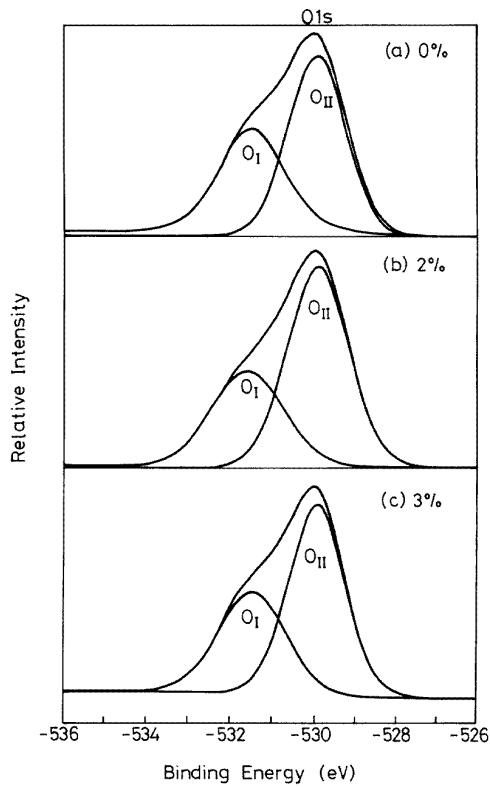 O1s
(a) 0%
O_II
O_I
(b) 2%
O_II
O_I
(c) 3%
O_II
O_I
Relative Intensity
-536 -534 -532 -530 -528 -526
Binding Energy (eV)